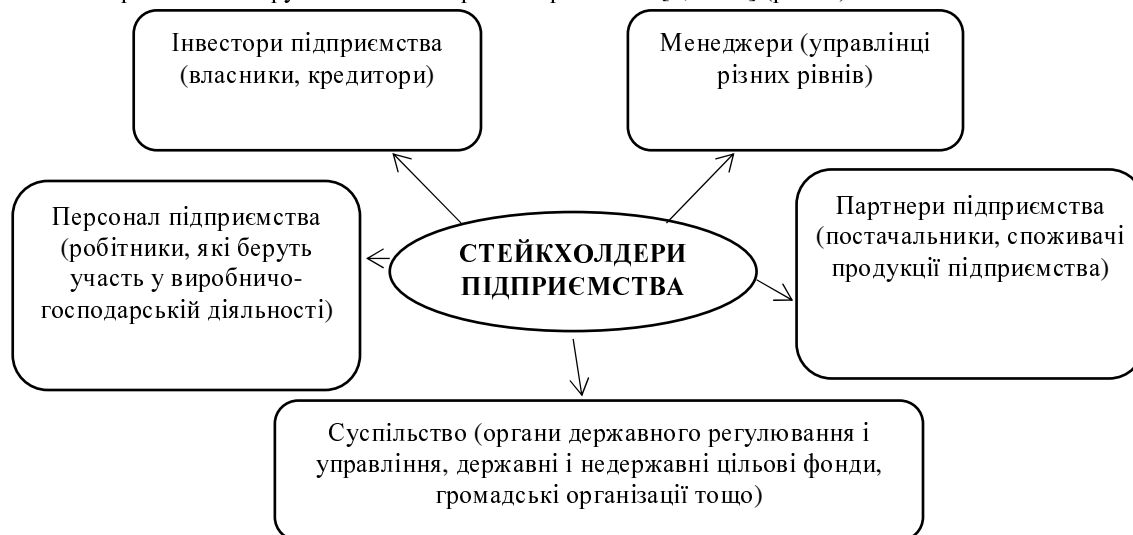 Інвестори підприємства
(власники, кредитори)
Менеджери (управлінці
різних рівнів)
Персонал підприємства
(робітники, які беруть
участь у виробничо-
господарській діяльності)
СТЕЙКХОЛДЕРИ
ПІДПРИЄМСТВА
Партнери підприємства
(постачальники, споживачі
продукції підприємства)
Суспільство (органи державного регулювання і
управління, державні і недержавні цільові фонди,
громадські організації тощо)